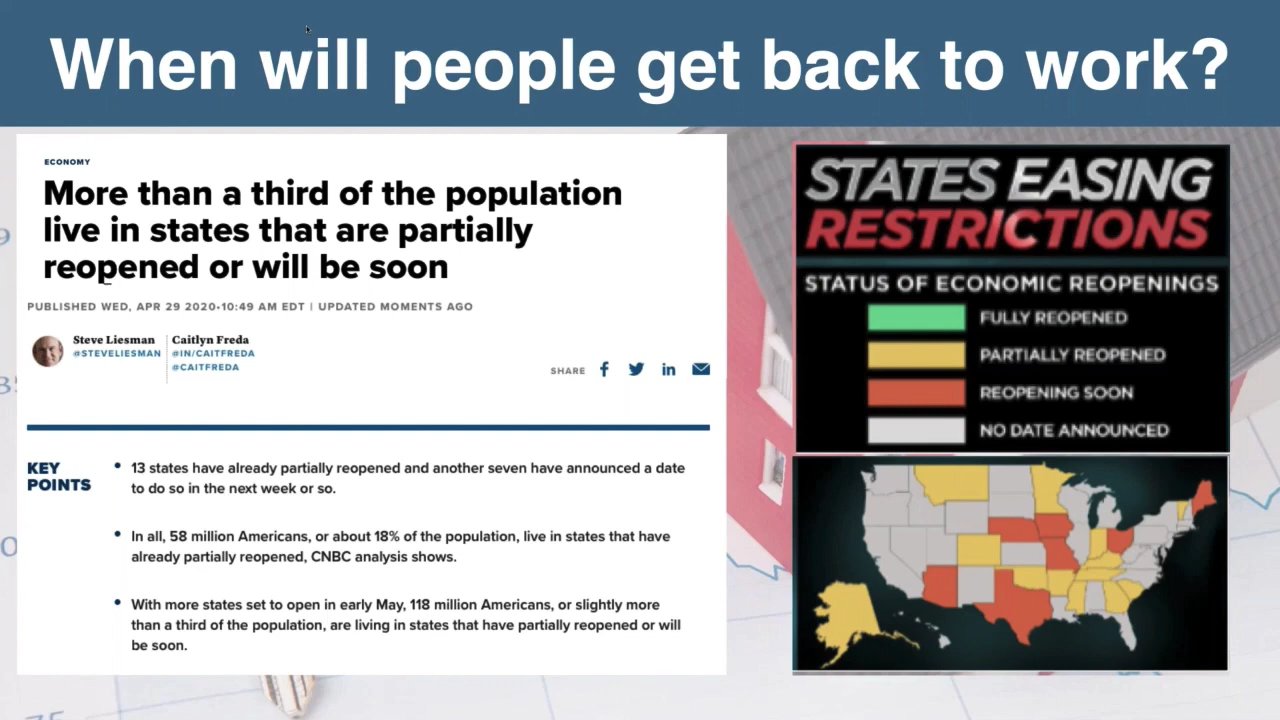 When will people get back to work?
ECONOMY
More than a third of the population
live in states that are partially
reopened or will be soon
PUBLISHED WED, APR 29 2020•10:49 AM EDT | UPDATED MOMENTS AGO
Steve Liesman
@STEVELIESMAN
Caitlyn Freda
@IN/CAITFREDA
@CAITFREDA
SHARE
KEY
POINTS
• 13 states have already partially reopened and another seven have announced a date
to do so in the next week or so.
• In all, 58 million Americans, or about 18% of the population, live in states that have
already partially reopened, CNBC analysis shows.
• With more states set to open in early May, 118 million Americans, or slightly more
than a third of the population, are living in states that have partially reopened or will
be soon.
STATES EASING
RESTRICTIONS
STATUS OF ECONOMIC REOPENINGS
FULLY REOPENED
PARTIALLY REOPENED
REOPENING SOON
NO DATE ANNOUNCED